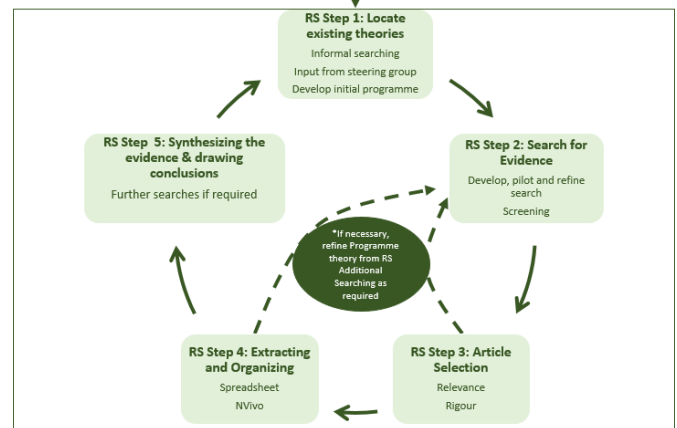 RS Step 1: Locate
existing theories
Informal searching
Input from steering group
Develop initial programme
RS Step 2: Search for
Evidence
Develop, pilot and refine
search
Screening
RS Step 3: Article
Selection
Relevance
Rigour
RS Step 4: Extracting
and Organizing
Spreadsheet
NVivo
RS Step  5: Synthesizing the
evidence & drawing
conclusions
Further searches if required
*If necessary,
refine Programme
theory from RS
Additional
Searching as
required